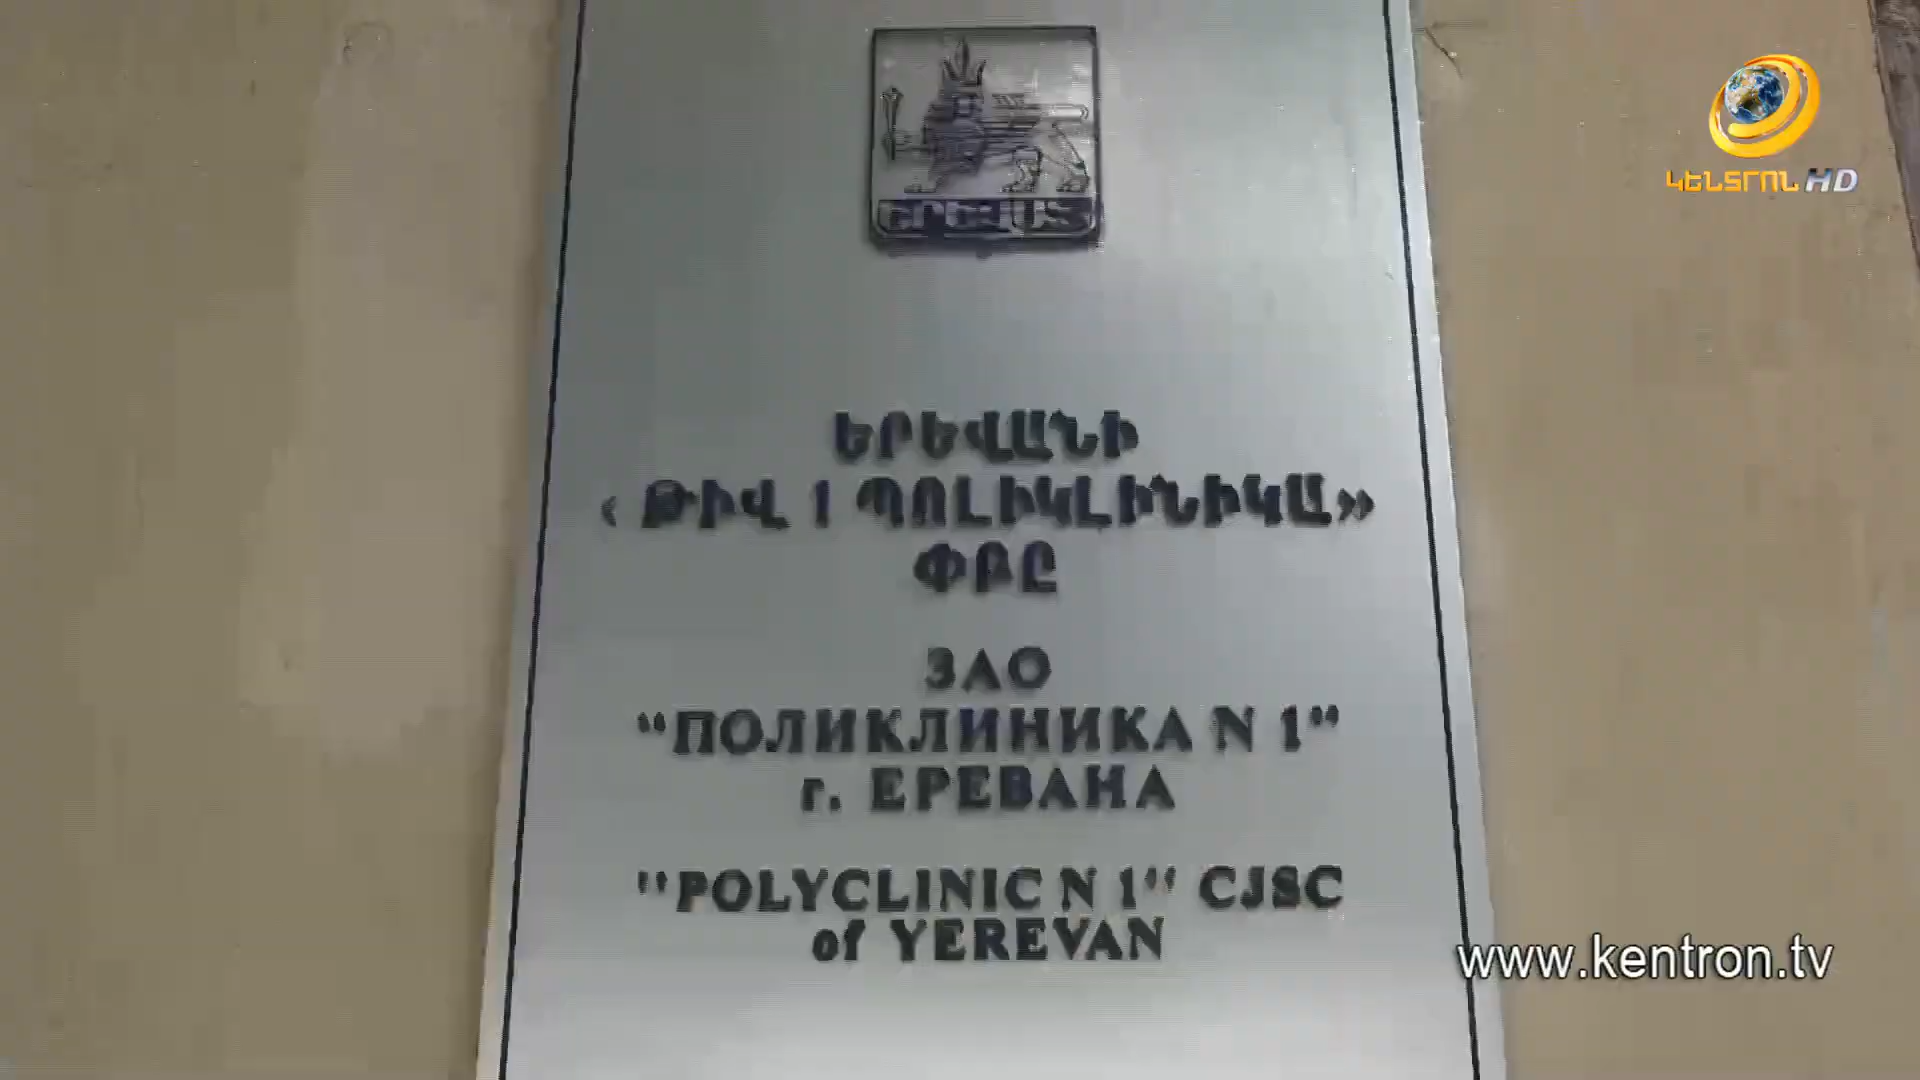 ԿԵՆՏՐՈՆ HD
ԵՐԵՎԱՆ
ԵՐԵՎԱՆԻ
‹ ԹԻՎ 1 ՊՈԼԻԿԼԻՆԻԿԱ»
ՓԲԸ
ЗАО
"ПОЛИКЛИНИКА N 1"
г. ЕРЕВАНА
"POLYCLINIC N 1" CJSC
of YEREVAN
www.kentron.tv